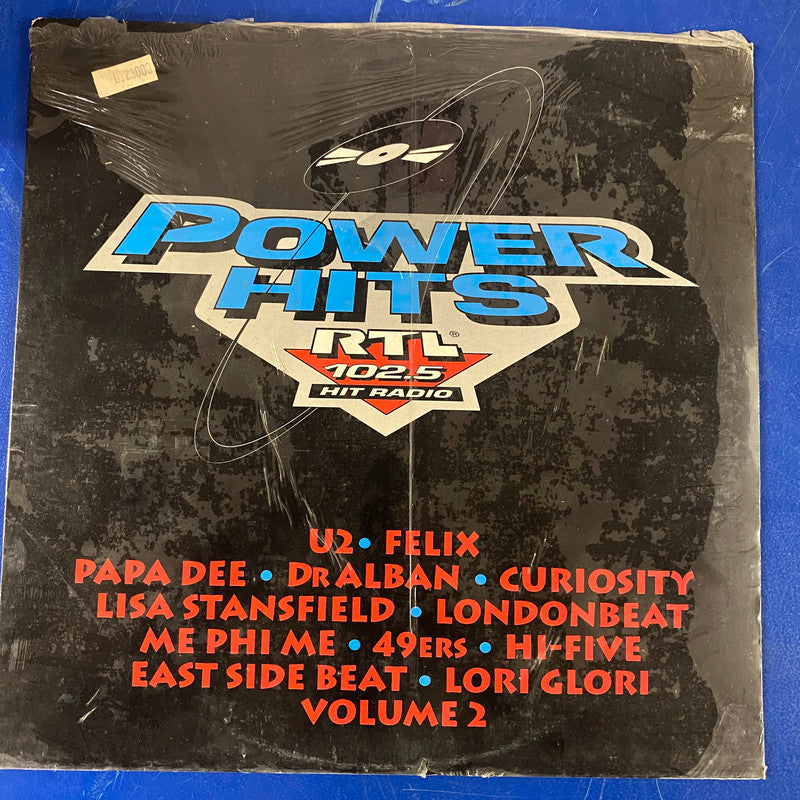 L.23000
POWER
HITS
RTL®
102.5
HIT RADIO
U2 • FELIX
PAPA DEE • DR ALBAN • CURIOSITY
LISA STANSFIELD • LONDONBEAT
ME PHI ME • 49ERS • HI-FIVE
EAST SIDE BEAT • LORI GLORI
VOLUME 2